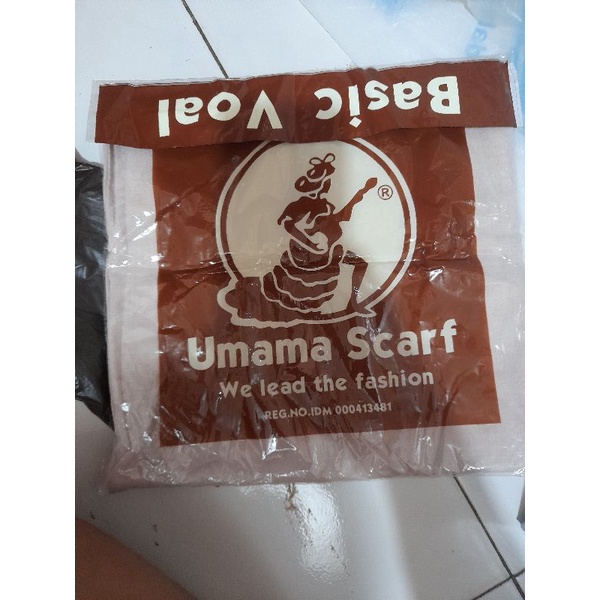 Basic Voal
®
Umama Scarf
We lead the fashion
REG.NO.IDM 000413481